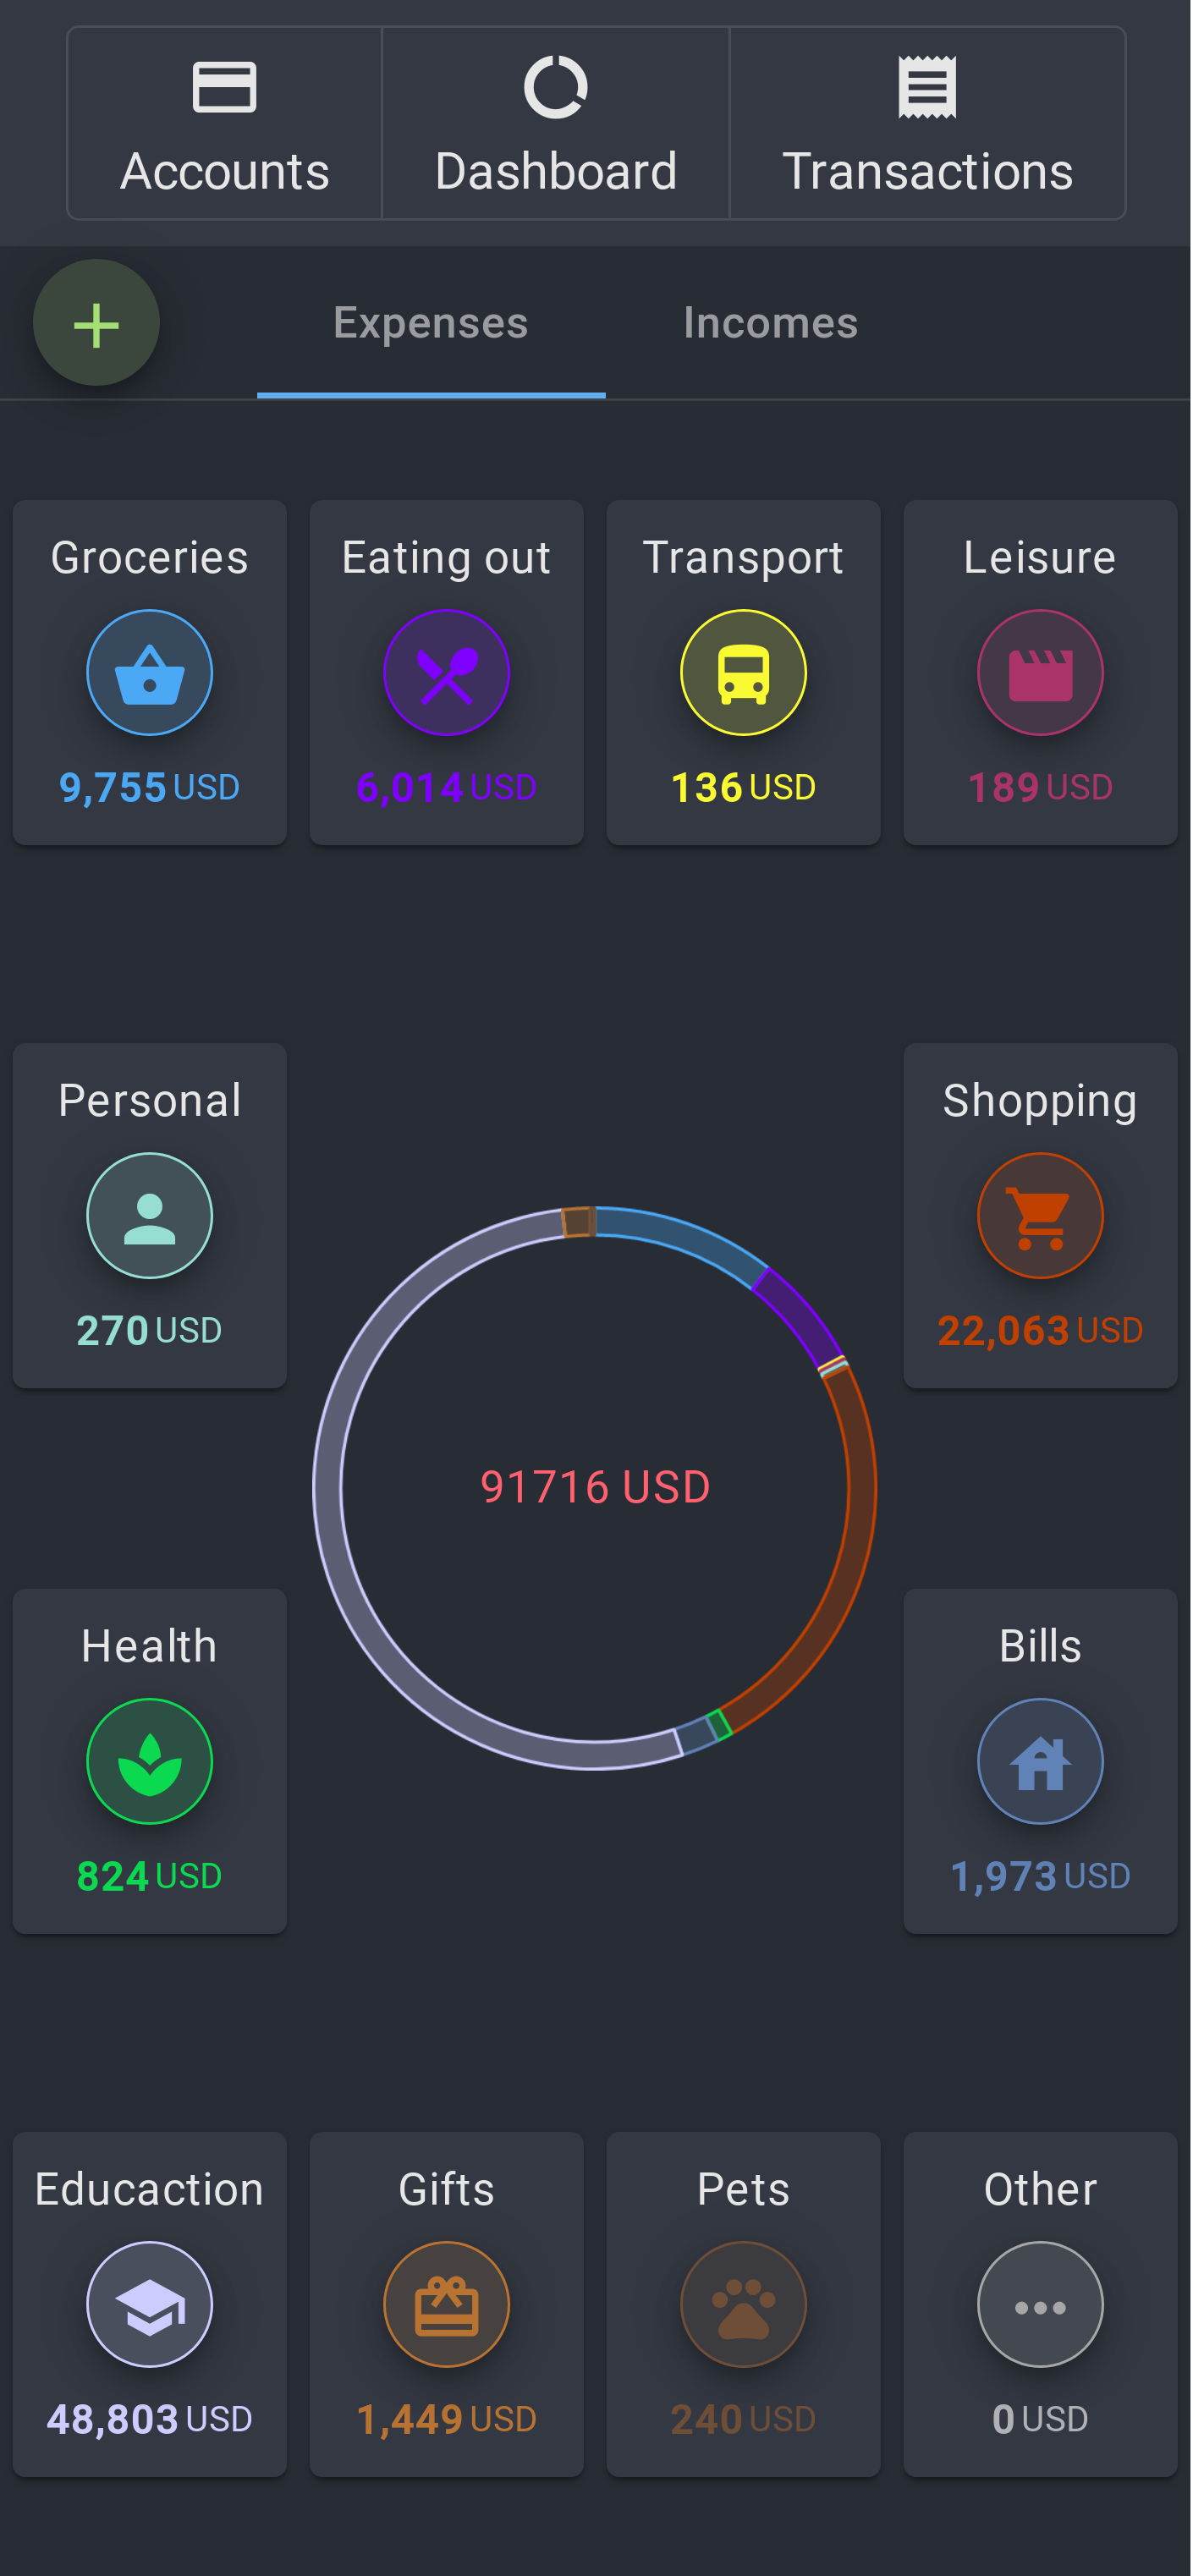 Accounts Dashboard Transactions
Expenses Incomes
Groceries Eating out Transport Leisure
9,755 USD 6,014 USD 136 USD 189 USD
Personal Shopping
270 USD 22,063 USD
91716 USD
Health Bills
824 USD 1,973 USD
Educaction Gifts Pets Other
48,803 USD 1,449 USD 240 USD 0 USD